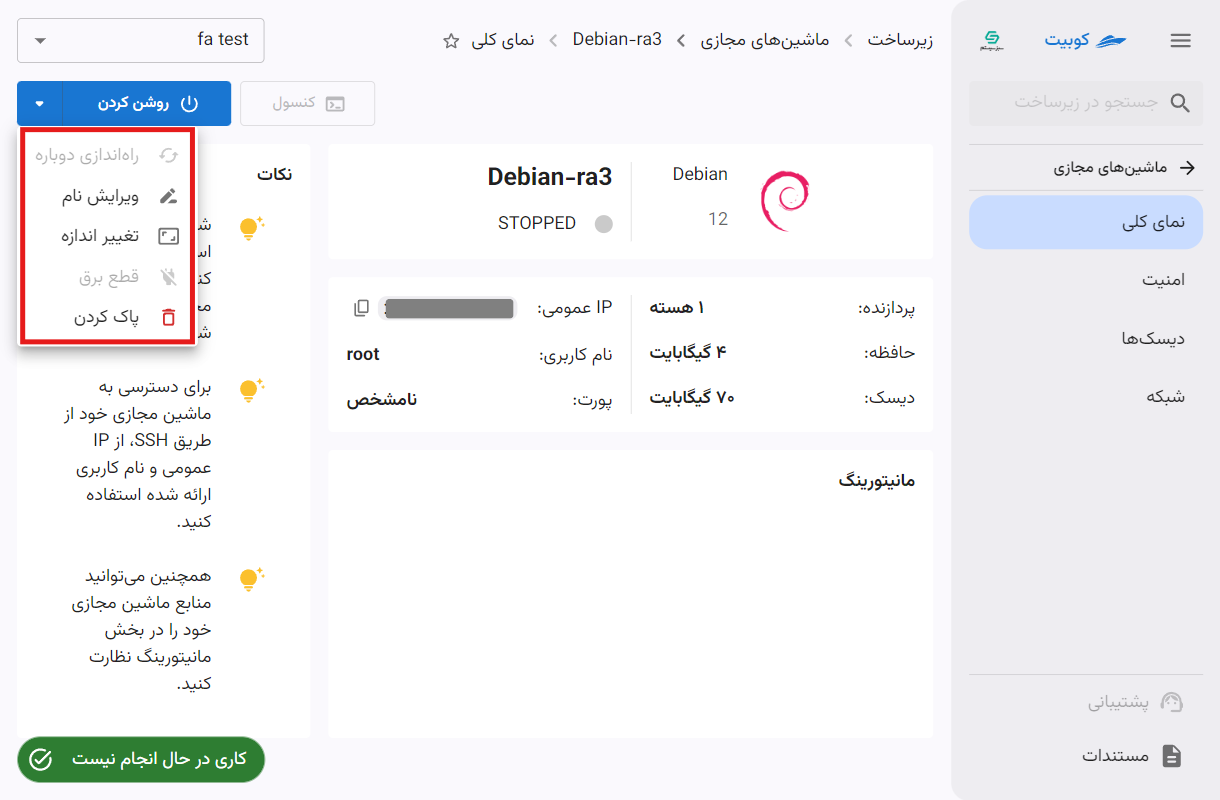 کوبیت
جستجو در زیرساخت
ماشین‌های مجازی
نمای کلی
امنیت
دیسک‌ها
شبکه
پشتیبانی
مستندات
زیرساخت
ماشین‌های مجازی
Debian-ra3
نمای کلی
fa test
کنسول
روشن کردن
راه‌اندازی دوباره
ویرایش نام
تغییر اندازه
قطع برق
پاک کردن
Debian
12
Debian-ra3
STOPPED
پردازنده:
۱ هسته
حافظه:
۴ گیگابایت
دیسک:
۷۰ گیگابایت
IP عمومی:
نام کاربری:
root
پورت:
نامشخص
مانیتورینگ
نکات
برای دسترسی به
ماشین مجازی خود از
طریق SSH، از IP
عمومی و نام کاربری
ارائه شده استفاده
کنید.
همچنین می‌توانید
منابع ماشین مجازی
خود را در بخش
مانیتورینگ نظارت
کنید.
کاری در حال انجام نیست